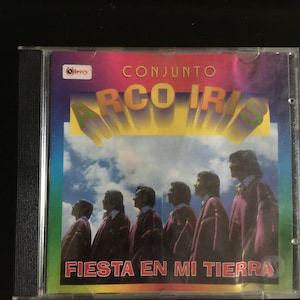 CONJUNTO
ARCO IRIS
FIESTA EN MI TIERRA